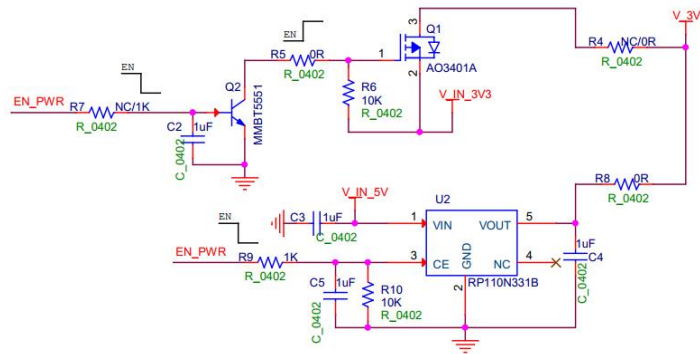 V_3V
3
Q1
EN
R5 0R
R_0402
1
R4 NC/0R
R_0402
AO3401A
EN
Q2
R6
10K
R_0402
2
V_IN_3V3
EN_PWR
R7 NC/1K
R_0402
C2 1uF
C_0402
MMBT5551
R8 0R
R_0402
V_IN_5V
U2
EN
C3 1uF
C_0402
1
VIN
VOUT
5
EN_PWR
R9 1K
R_0402
3
CE
GND
NC
4
1uF
C4
C_0402
C5 1uF
C_0402
R10
10K
R_0402
2
RP110N331B